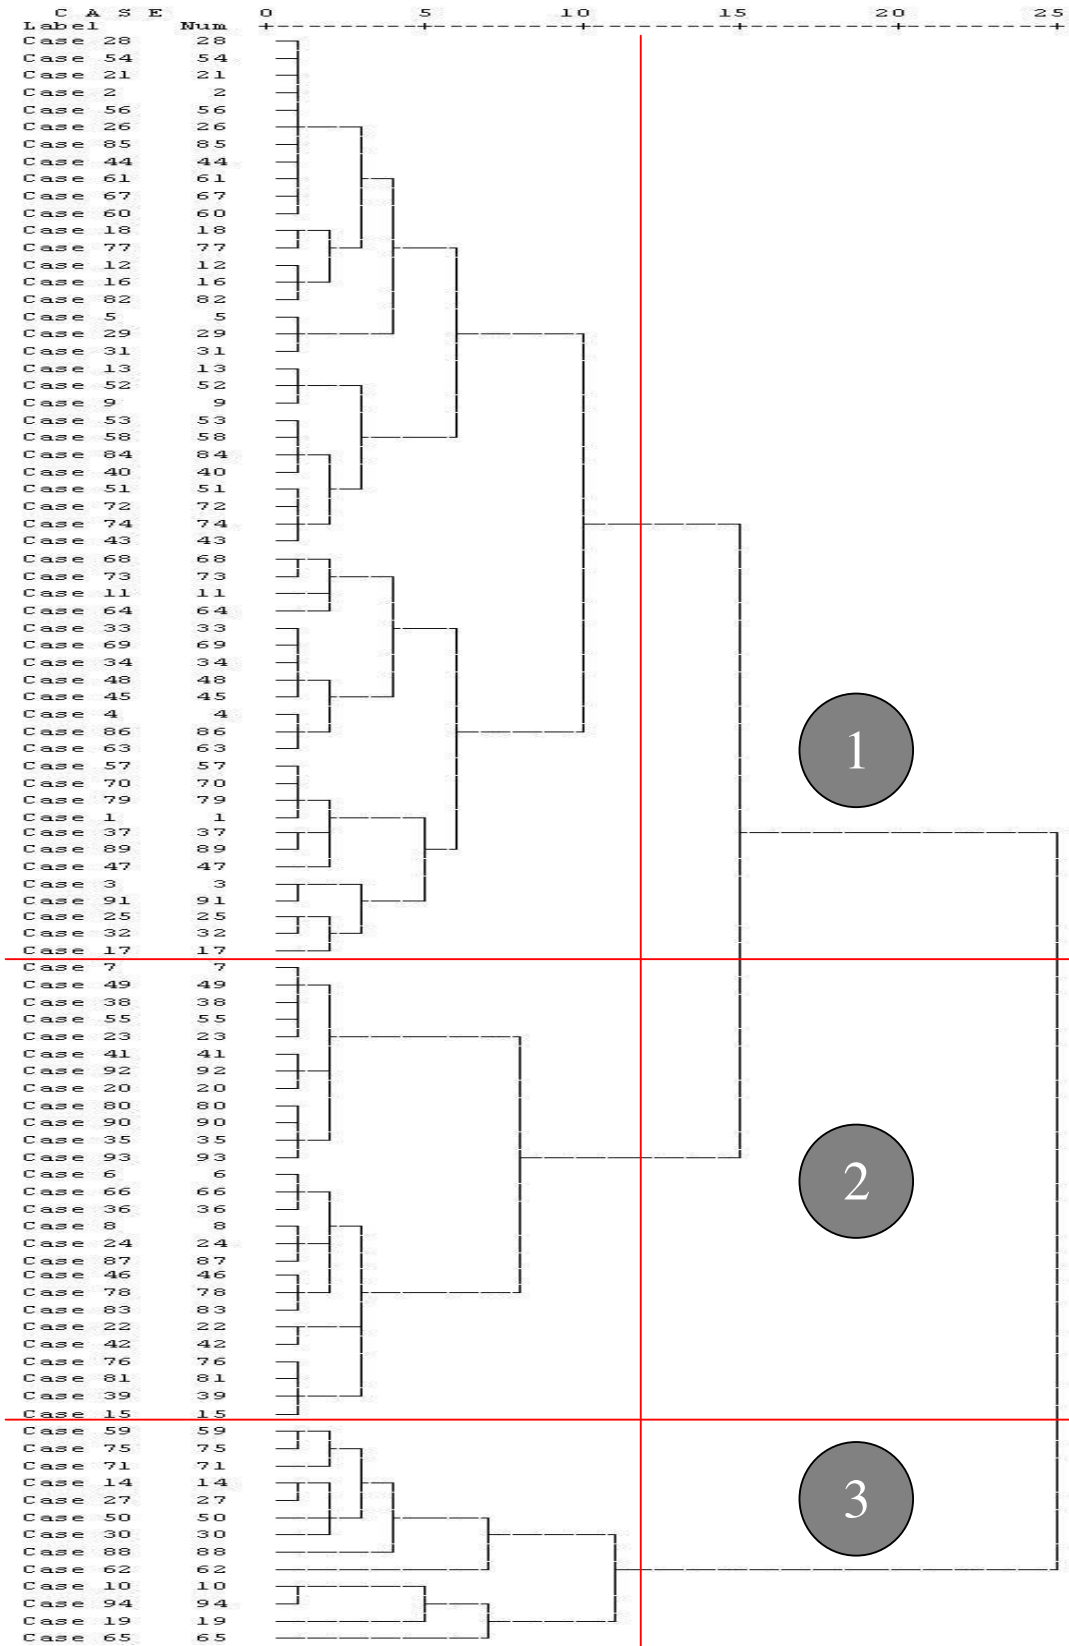 C A S E 0 5 10 15 20 25
Label Num +---------+---------+---------+---------+---------+
Case 28 28
Case 54 54
Case 21 21
Case 2 2
Case 56 56
Case 26 26
Case 85 85
Case 44 44
Case 61 61
Case 67 67
Case 60 60
Case 18 18
Case 77 77
Case 12 12
Case 16 16
Case 82 82
Case 5 5
Case 29 29
Case 31 31
Case 13 13
Case 52 52
Case 9 9
Case 53 53
Case 58 58
Case 84 84
Case 40 40
Case 51 51
Case 72 72
Case 74 74
Case 43 43
Case 68 68
Case 73 73
Case 11 11
Case 64 64
Case 33 33
Case 69 69
Case 34 34
Case 48 48
Case 45 45
Case 4 4
Case 86 86
Case 63 63
1
Case 57 57
Case 70 70
Case 79 79
Case 1 1
Case 37 37
Case 89 89
Case 47 47
Case 3 3
Case 91 91
Case 25 25
Case 32 32
Case 17 17
Case 7 7
Case 49 49
Case 38 38
Case 55 55
Case 23 23
Case 41 41
Case 92 92
Case 20 20
Case 80 80
Case 90 90
Case 35 35
Case 93 93
Case 6 6
2
Case 66 66
Case 36 36
Case 8 8
Case 24 24
Case 87 87
Case 46 46
Case 78 78
Case 83 83
Case 22 22
Case 42 42
Case 76 76
Case 81 81
Case 39 39
Case 15 15
Case 59 59
Case 75 75
Case 71 71
Case 14 14
Case 27 27
3
Case 50 50
Case 30 30
Case 88 88
Case 62 62
Case 10 10
Case 94 94
Case 19 19
Case 65 65